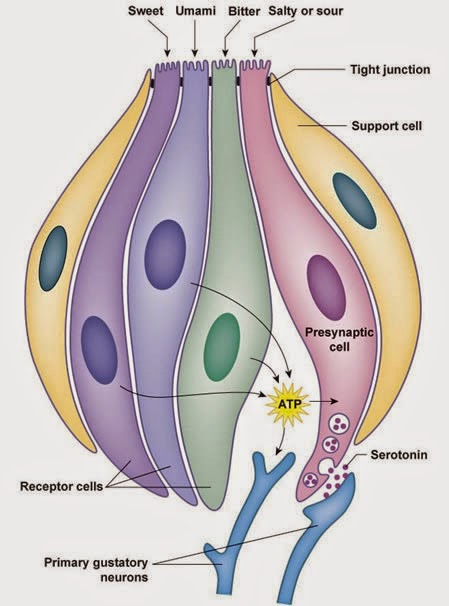 Sweet Umami Bitter Salty or sour
Tight junction
Support cell
Presynaptic
cell
ATP
Serotonin
Receptor cells
Primary gustatory
neurons